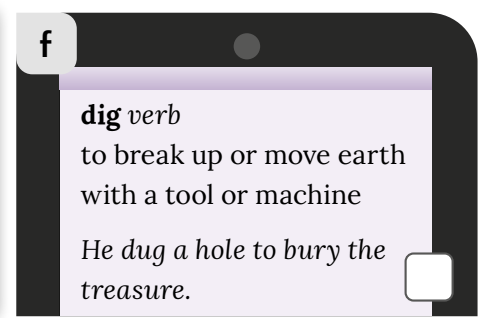 f
dig verb
to break up or move earth
with a tool or machine
He dug a hole to bury the
treasure.